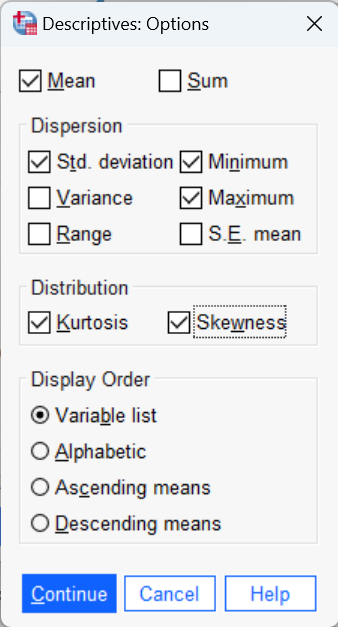 Descriptives: Options
Mean Sum
Dispersion
Std. deviation Minimum
Variance Maximum
Range S.E. mean
Distribution
Kurtosis Skewness
Display Order
Variable list
Alphabetic
Ascending means
Descending means
Continue Cancel Help